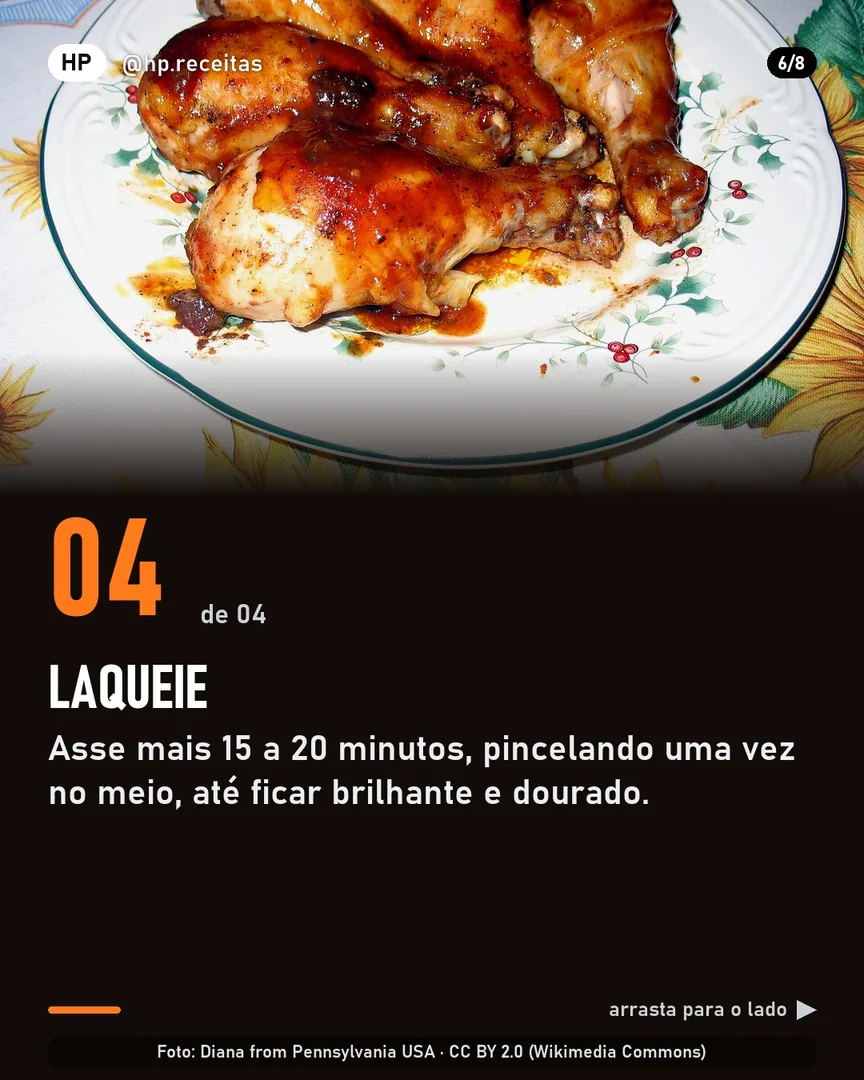 HP @hp.receitas 6/8
04 de 04
LAQUEIE
Asse mais 15 a 20 minutos, pincelando uma vez
no meio, até ficar brilhante e dourado.
arrasta para o lado ▶
Foto: Diana from Pennsylvania USA · CC BY 2.0 (Wikimedia Commons)